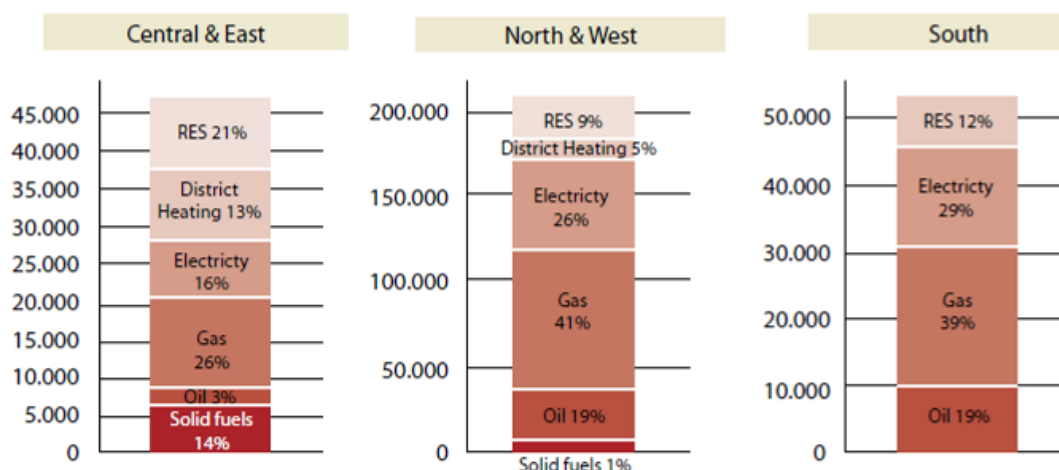 Central & East
45.000
40.000
35.000
30.000
25.000
20.000
15.000
10.000
5.000
0
RES 21%
District
Heating 13%
Electricty
16%
Gas
26%
Oil 3%
Solid fuels
14%
North & West
200.000
150.000
100.000
50.000
0
RES 9%
District Heating 5%
Electricty
26%
Gas
41%
Oil 19%
Solid fuels 1%
South
50.000
40.000
30.000
20.000
10.000
0
RES 12%
Electricty
29%
Gas
39%
Oil 19%